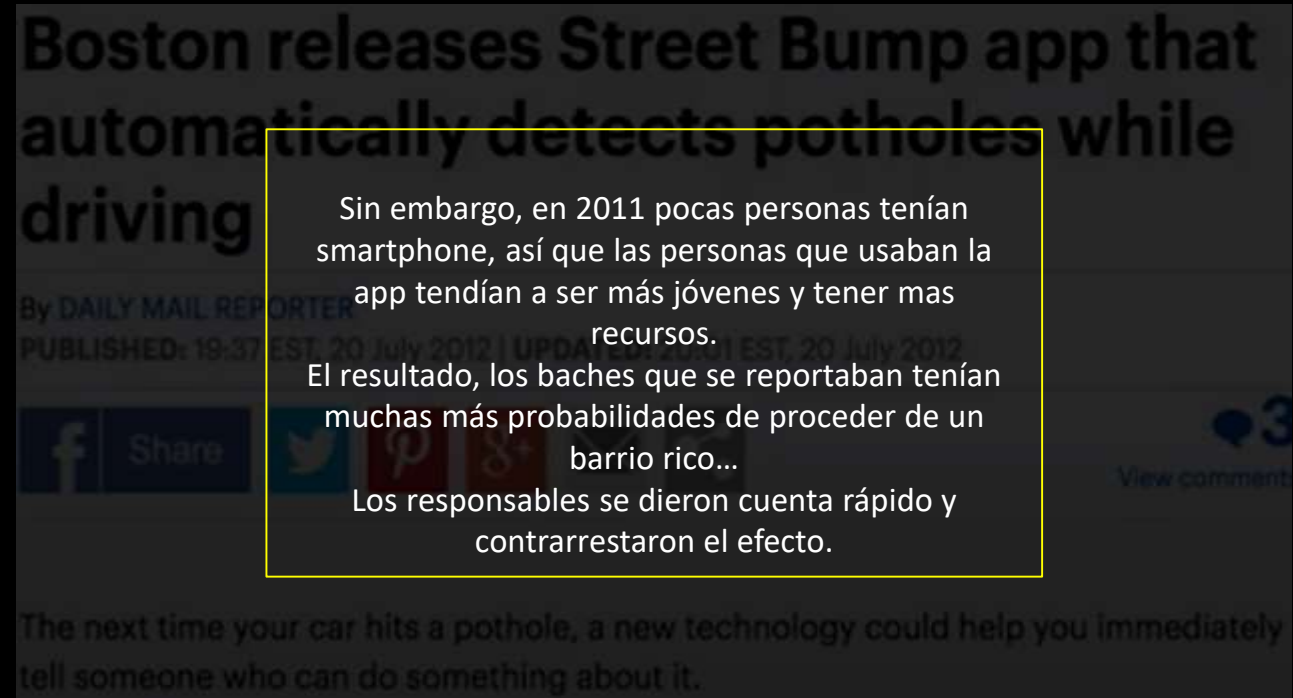 Boston releases Street Bump app that
automatically detects potholes while
driving
Sin embargo, en 2011 pocas personas tenían
smartphone, así que las personas que usaban la
app tendían a ser más jóvenes y tener mas
recursos.
El resultado, los baches que se reportaban tenían
muchas más probabilidades de proceder de un
barrio rico…
Los responsables se dieron cuenta rápido y
contrarrestaron el efecto.
By DAILY MAIL REPORTER
PUBLISHED: 19:37 EST, 20 July 2012 | UPDATED: 20:01 EST, 20 July 2012
Share
3
View comments
The next time your car hits a pothole, a new technology could help you immediately
tell someone who can do something about it.